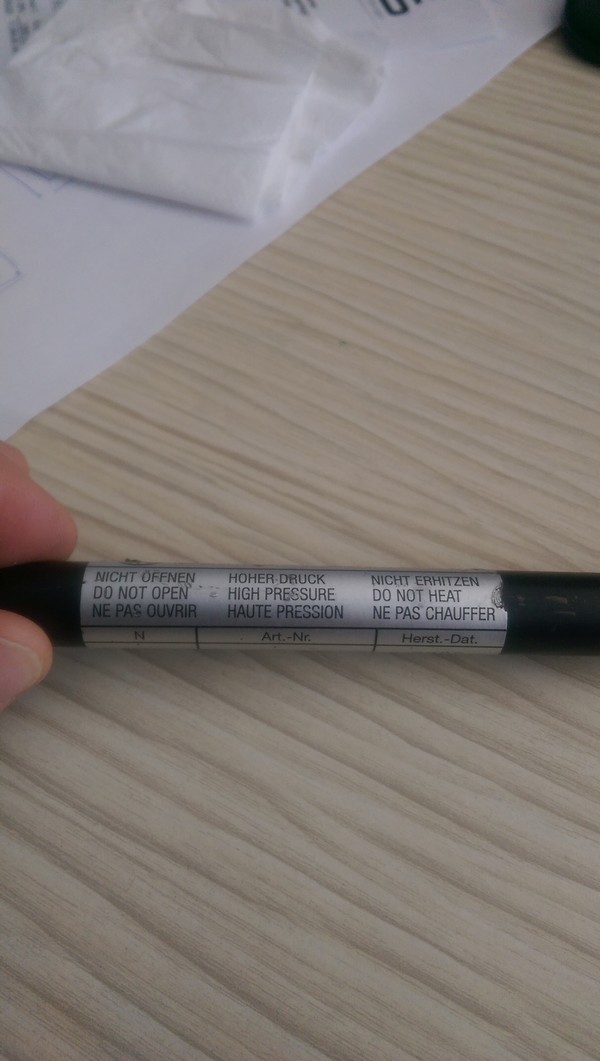 NICHT ÖFFNEN HOHER DRUCK NICHT ERHITZEN
DO NOT OPEN HIGH PRESSURE DO NOT HEAT
NE PAS OUVRIR HAUTE PRESSION NE PAS CHAUFFER
N Art.-Nr. Herst.-Dat.